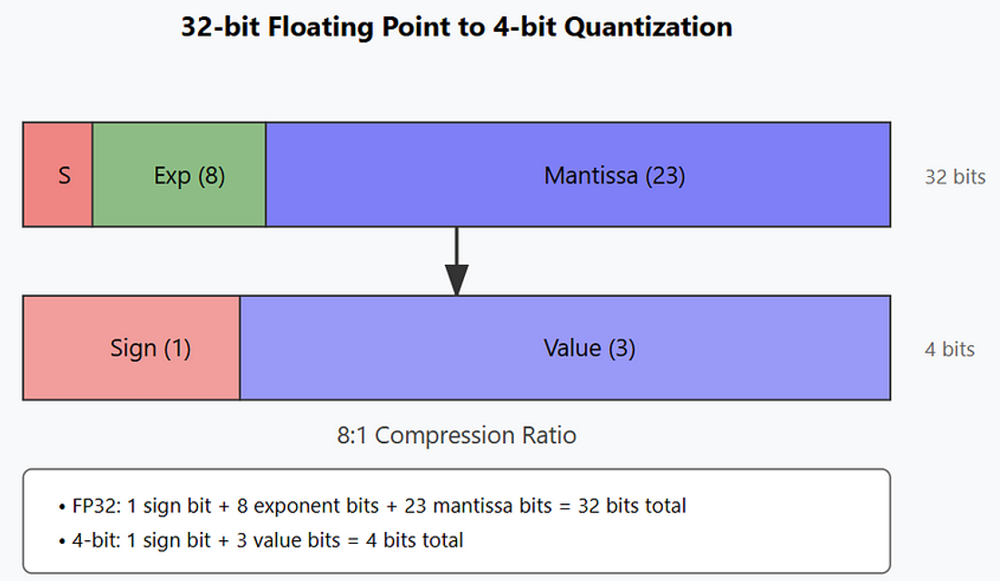 32-bit Floating Point to 4-bit Quantization
S Exp (8) Mantissa (23) 32 bits
Sign (1) Value (3) 4 bits
8:1 Compression Ratio
• FP32: 1 sign bit + 8 exponent bits + 23 mantissa bits = 32 bits total
• 4-bit: 1 sign bit + 3 value bits = 4 bits total